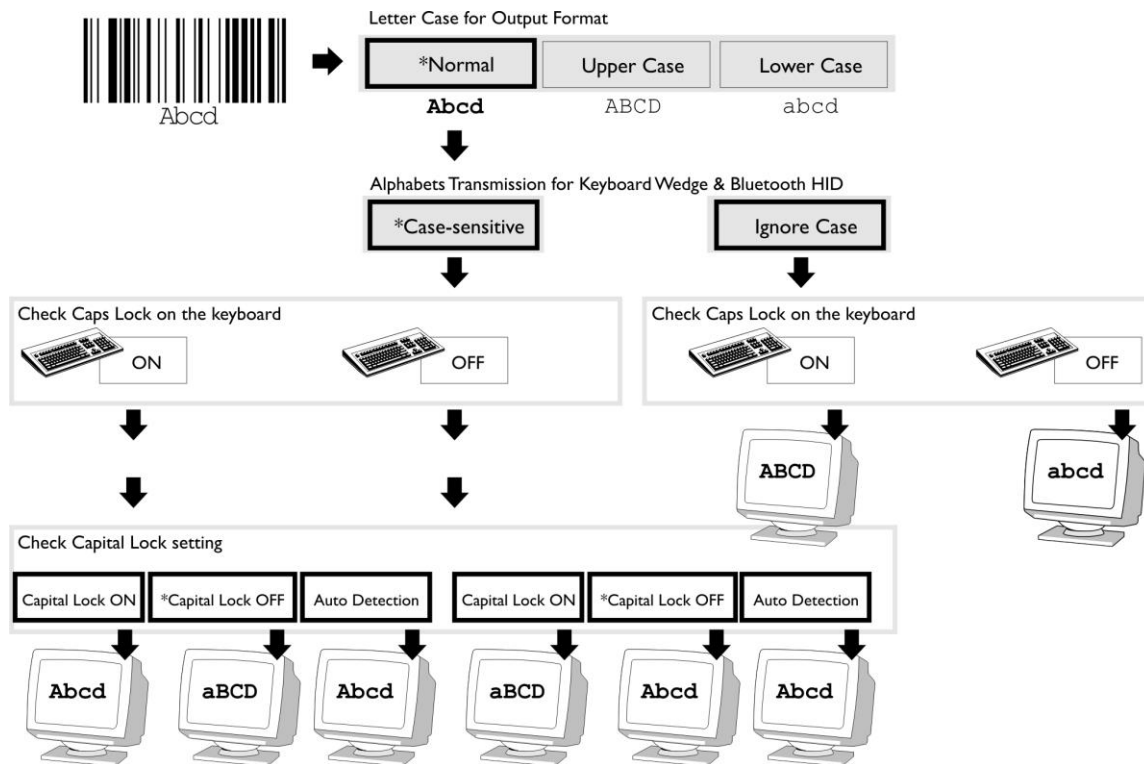 Letter Case for Output Format
*Normal Upper Case Lower Case
Abcd
Abcd ABCD abcd
Alphabets Transmission for Keyboard Wedge & Bluetooth HID
*Case-sensitive Ignore Case
Check Caps Lock on the keyboard Check Caps Lock on the keyboard
ON OFF ON OFF
ABCD abcd
Check Capital Lock setting
Capital Lock ON *Capital Lock OFF Auto Detection Capital Lock ON *Capital Lock OFF Auto Detection
Abcd aBCD Abcd aBCD Abcd Abcd